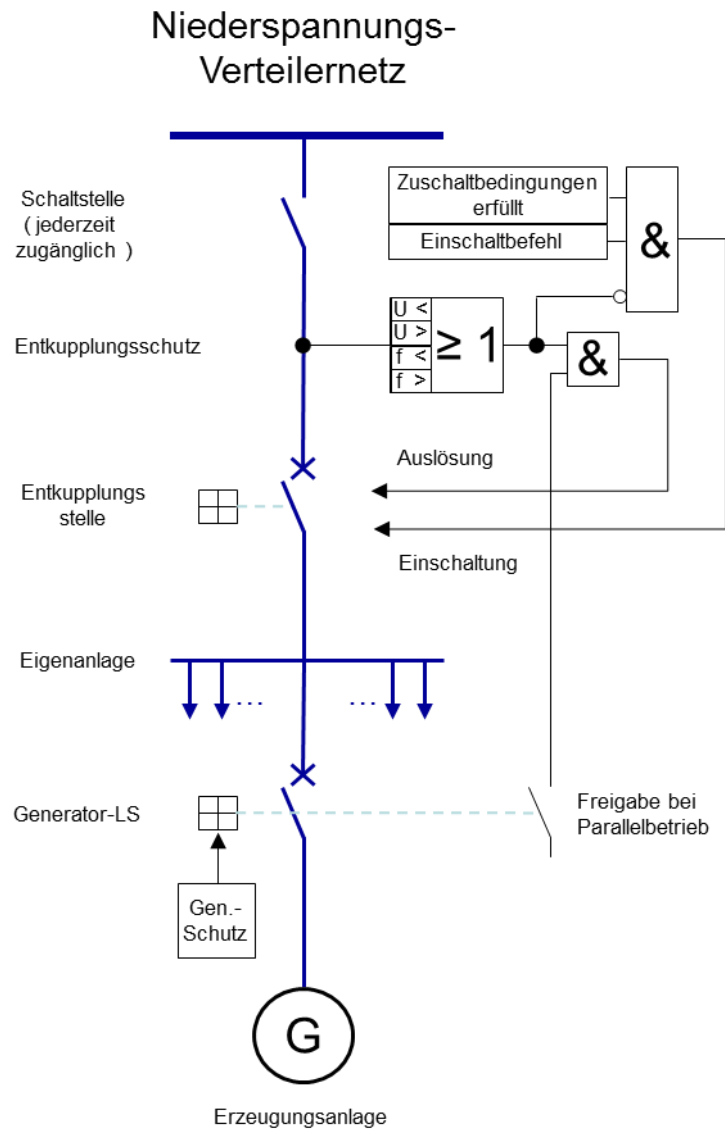 Niederspannungs-
Verteilernetz
Schaltstelle
( jederzeit
zugänglich )
Zuschaltbedingungen
erfüllt
Einschaltbefehl
&
Entkupplungsschutz
U <
U >
f <
f >
≥ 1
&
Auslösung
Entkupplungs
stelle
Einschaltung
Eigenanlage
...
...
Generator-LS
Freigabe bei
Parallelbetrieb
Gen.-
Schutz
G
Erzeugungsanlage